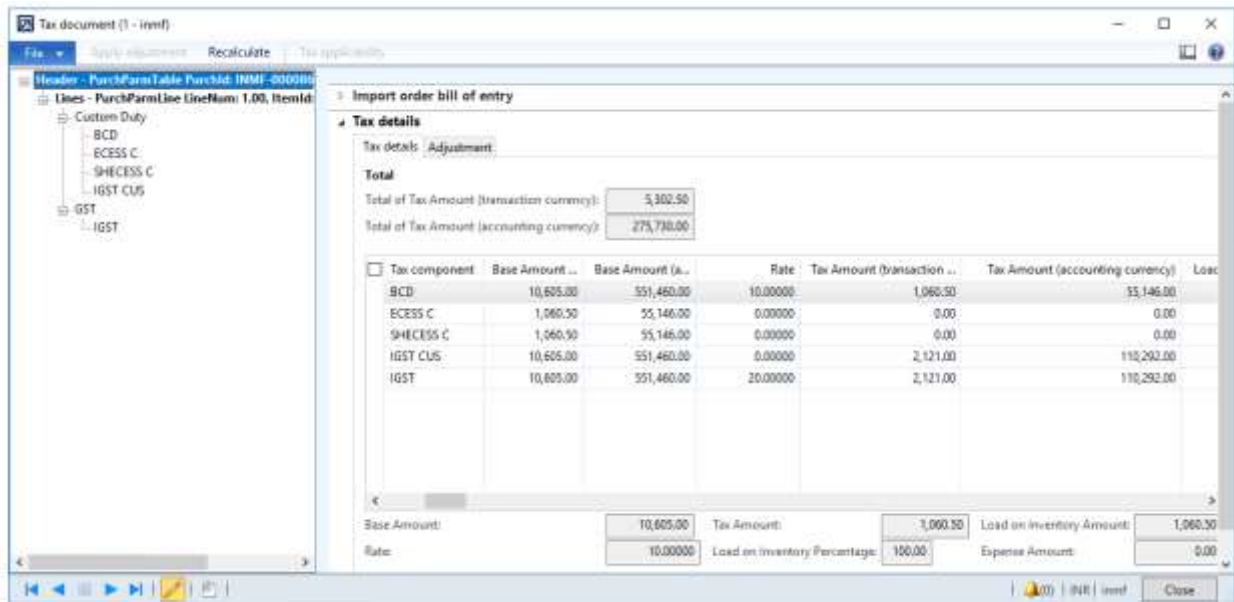 Tax document (1 - inmf)
File Apply adjustment Recalculate Tax applicability
Header - PurchParmTable PurchId: INMF-000086
Lines - PurchParmLine LineNum: 1.00, ItemId:
Custom Duty
BCD
ECESS C
SHECESS C
IGST CUS
GST
IGST
Import order bill of entry
Tax details
Tax details Adjustment
Total
Total of Tax Amount (transaction currency): 5,302.50
Total of Tax Amount (accounting currency): 275,730.00
Tax component Base Amount ... Base Amount (a... Rate Tax Amount (transaction ... Tax Amount (accounting currency) Load
BCD 10,605.00 551,460.00 10.00000 1,060.50 55,146.00
ECESS C 1,060.50 55,146.00 0.00000 0.00 0.00
SHECESS C 1,060.50 55,146.00 0.00000 0.00 0.00
IGST CUS 10,605.00 551,460.00 0.00000 2,121.00 110,292.00
IGST 10,605.00 551,460.00 20.00000 2,121.00 110,292.00
Base Amount: 10,605.00 Tax Amount: 1,060.50 Load on Inventory Amount: 1,060.50
Rate: 10.00000 Load on Inventory Percentage: 100.00 Expense Amount: 0.00
(0) INR inmf Close